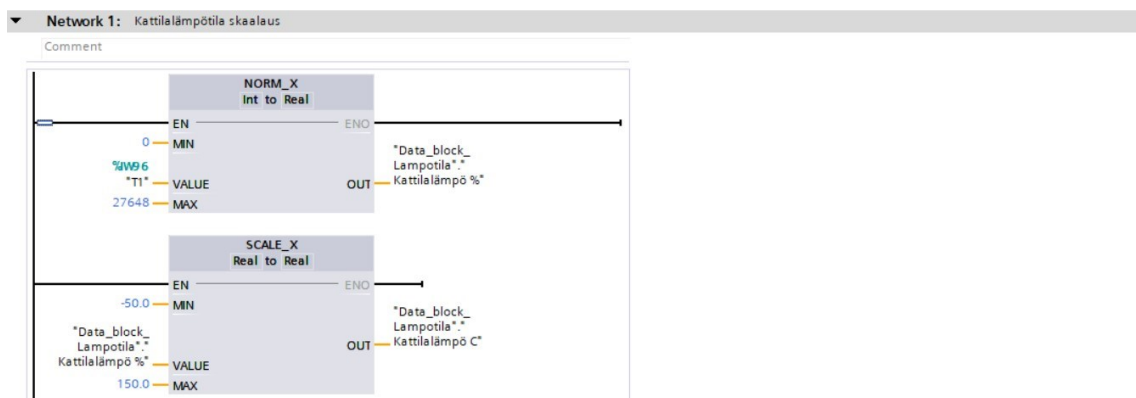 Network 1: Kattilalämpötila skaalaus
Comment
NORM_X
Int to Real
EN ENO
0 MIN
"Data_block_
Lampotila"."
Kattilalämpö %"
%IW96
"T1" VALUE OUT
27648 MAX
SCALE_X
Real to Real
EN ENO
-50.0 MIN
"Data_block_
Lampotila"."
Kattilalämpö C"
"Data_block_
Lampotila"."
Kattilalämpö %" VALUE OUT
150.0 MAX